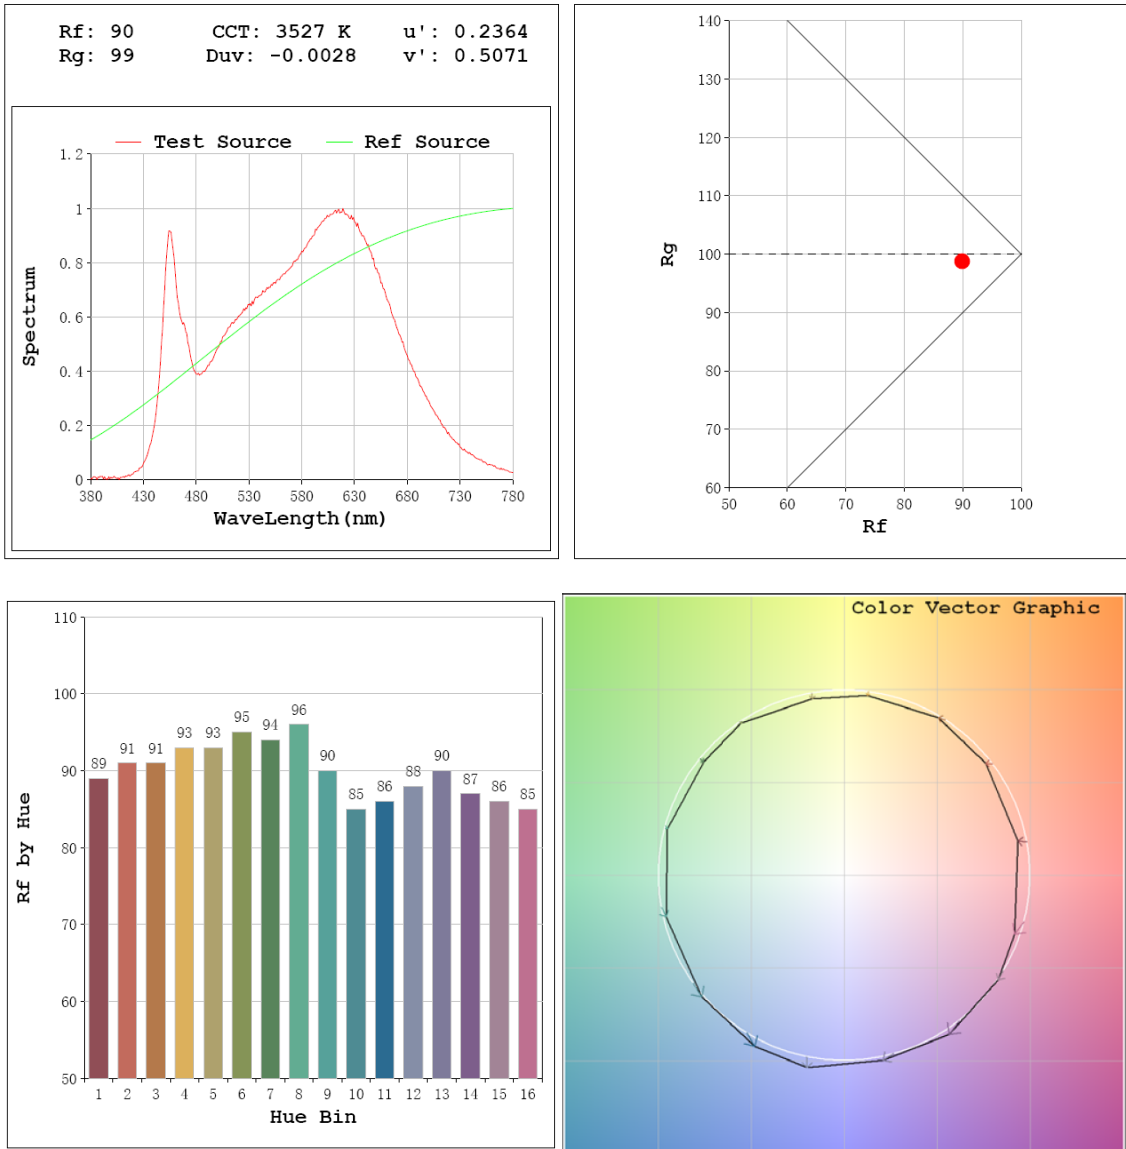 Rf: 90 CCT: 3527 K u': 0.2364
Rg: 99 Duv: -0.0028 v': 0.5071
Test Source Ref Source
1.2
1
0.8
0.6
0.4
0.2
0
Spectrum
380 430 480 530 580 630 680 730 780
WaveLength(nm)
140
130
120
110
100
90
80
70
60
Rg
50 60 70 80 90 100
Rf
110
100
90
80
70
60
50
Rf by Hue
89 91 91 93 93 95 94 96 90 85 86 88 90 87 86 85
1 2 3 4 5 6 7 8 9 10 11 12 13 14 15 16
Hue Bin
Color Vector Graphic